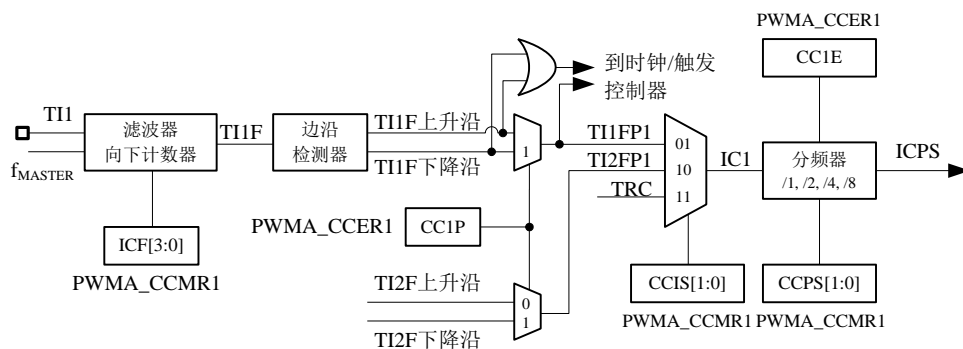 PWMA_CCER1
CC1E
到时钟/触发
控制器
TI1
f_MASTER
滤波器
向下计数器
TI1F
边沿
检测器
TI1F上升沿
TI1F下降沿
1
TI1FP1
TI2FP1
TRC
01
10
11
IC1
分频器
/1, /2, /4, /8
ICPS
ICF[3:0]
PWMA_CCMR1
PWMA_CCER1
CC1P
TI2F上升沿
TI2F下降沿
0
1
CCIS[1:0]
PWMA_CCMR1
CCPS[1:0]
PWMA_CCMR1